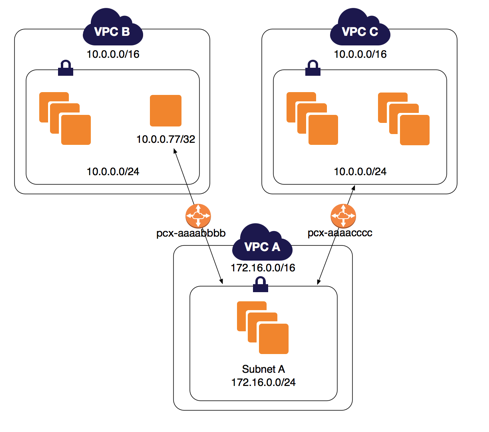 VPC B
10.0.0.0/16
10.0.0.77/32
10.0.0.0/24
VPC C
10.0.0.0/16
10.0.0.0/24
pcx-aaaabbbb
pcx-aaaacccc
VPC A
172.16.0.0/16
Subnet A
172.16.0.0/24